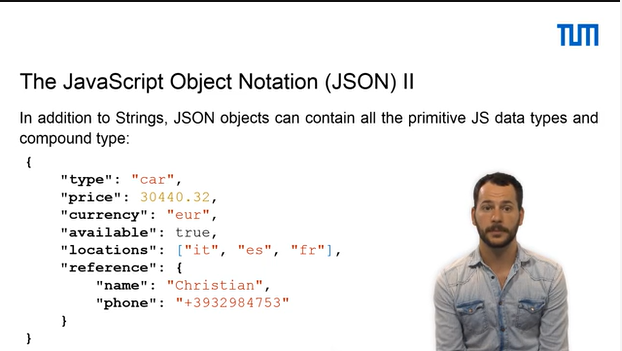 TUM
The JavaScript Object Notation (JSON) II
In addition to Strings, JSON objects can contain all the primitive JS data types and
compound type:
{
"type": "car",
"price": 30440.32,
"currency": "eur",
"available": true,
"locations": ["it", "es", "fr"],
"reference": {
"name": "Christian",
"phone": "+3932984753"
}
}